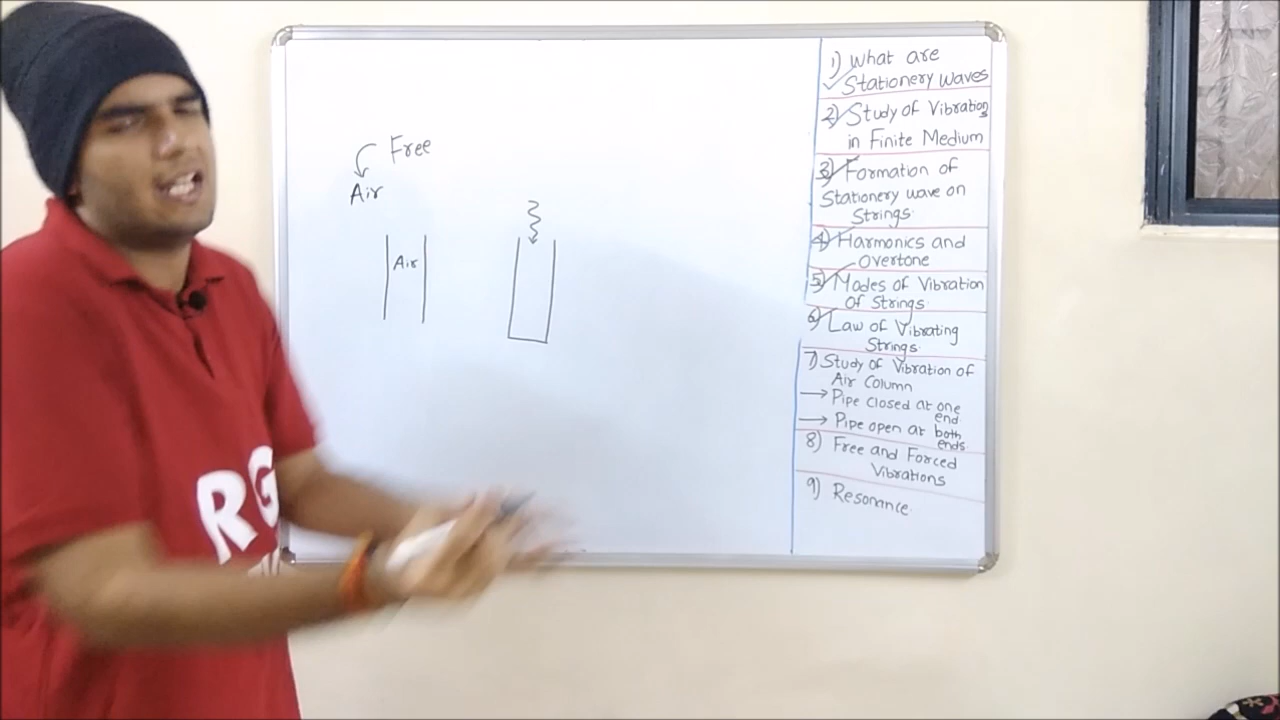 Free
Air
Air
1) What are
Stationery waves
2) Study of Vibrations
in Finite Medium
3) Formation of
Stationery wave on
Strings.
4) Harmonics and
Overtone
5) Modes of Vibration
Of Strings.
6) Law of Vibrating
Strings.
7) Study of Vibration of
Air Column
→ Pipe closed at one
end.
→ Pipe open at both
ends.
8) Free and Forced
Vibrations
9) Resonance.
RG